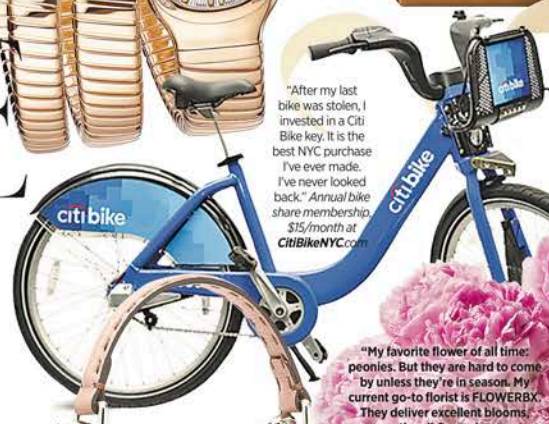 "After my last
bike was stolen, I
invested in a Citi
Bike key. It is the
best NYC purchase
I've ever made.
I've never looked
back." Annual bike
share membership,
$15/month at
CitiBikeNYC.com
citibike
citibike
citibike
"My favorite flower of all time:
peonies. But they are hard to come
by unless they're in season. My
current go-to florist is FLOWERBX.
They deliver excellent blooms,